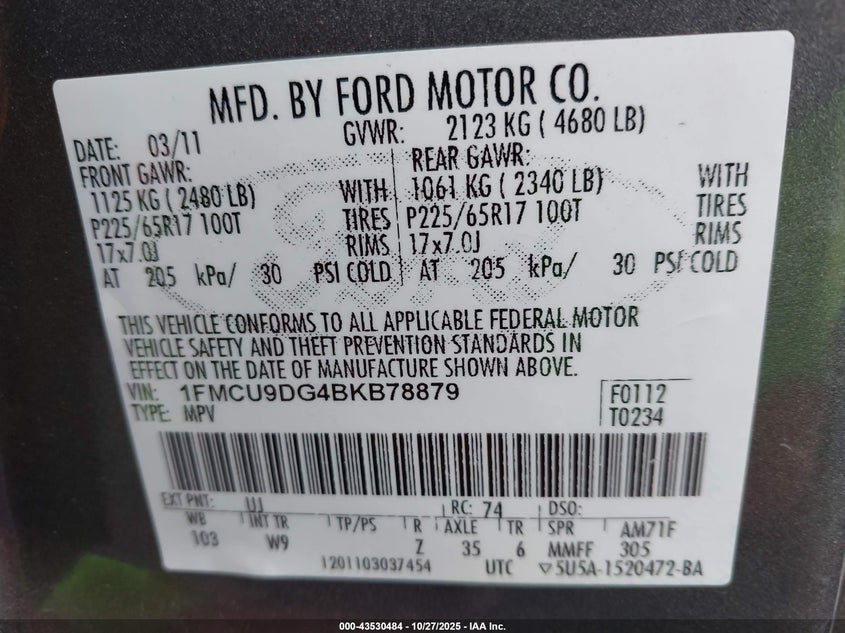 MFD. BY FORD MOTOR CO.
DATE: 03/11 GVWR: 2123 KG ( 4680 LB)
FRONT GAWR: REAR GAWR:
1125 KG ( 2480 LB) WITH 1061 KG ( 2340 LB) WITH
P225/65R17 100T TIRES P225/65R17 100T TIRES
17x7.0J RIMS 17x7.0J RIMS
AT 205 kPa/ 30 PSI COLD AT 205 kPa/ 30 PSI COLD
THIS VEHICLE CONFORMS TO ALL APPLICABLE FEDERAL MOTOR
VEHICLE SAFETY AND THEFT PREVENTION STANDARDS IN
EFFECT ON THE DATE OF MANUFACTURE SHOWN ABOVE.
VIN: 1FMCU9DG4BKB78879 F0112
TYPE: MPV T0234
EXT PNT: UJ RC: 74 DSO:
WB INT TR TP/PS R AXLE TR SPR AM71F
103 W9 Z 35 6 MMFF 305
1201103037454 UTC ▽5U5A-1520472-BA
000-43530484 - 10/27/2025 - IAA Inc.